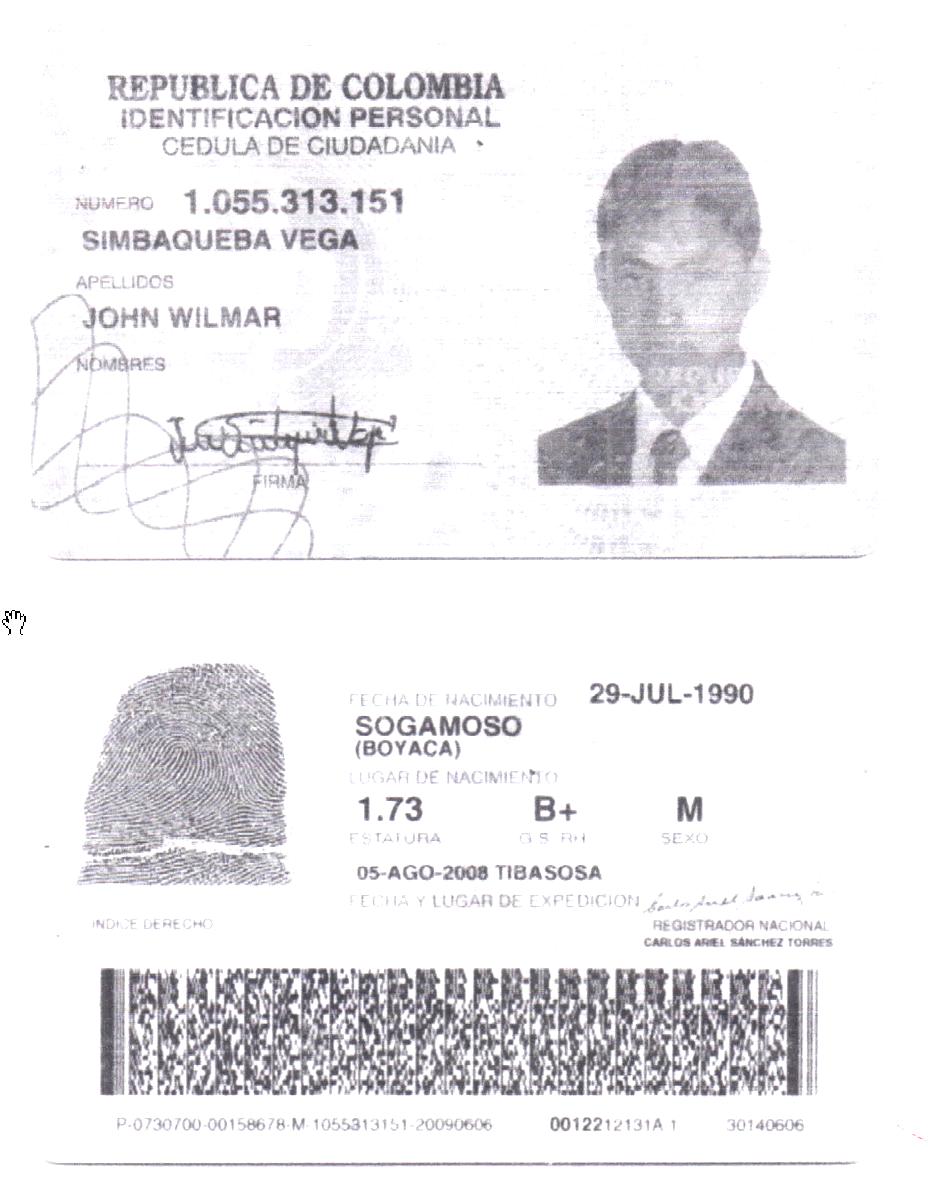 REPUBLICA DE COLOMBIA
IDENTIFICACION PERSONAL
CEDULA DE CIUDADANIA
NUMERO 1.055.313.151
SIMBAQUEBA VEGA
APELLIDOS
JOHN WILMAR
NOMBRES
FIRMA
FECHA DE NACIMIENTO 29-JUL-1990
SOGAMOSO
(BOYACA)
LUGAR DE NACIMIENTO
1.73 B+ M
ESTATURA G.S. RH SEXO
05-AGO-2008 TIBASOSA
FECHA Y LUGAR DE EXPEDICION
INDICE DERECHO
REGISTRADOR NACIONAL
CARLOS ARIEL SÁNCHEZ TORRES
P-0730700-00158678-M-1055313151-20090606 0012212131A 1 30140606